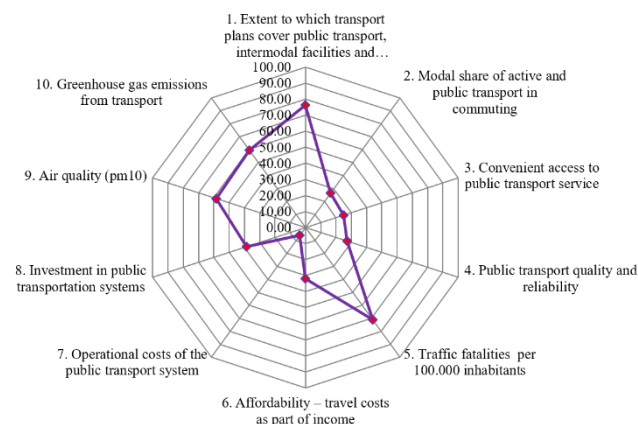 1. Extent to which transport
plans cover public transport,
intermodal facilities and…
100.00
90.00
80.00
70.00
60.00
50.00
40.00
30.00
20.00
10.00
0.00
2. Modal share of active and
public transport in
commuting
3. Convenient access to
public transport service
4. Public transport quality and
reliability
5. Traffic fatalities per
100.000 inhabitants
6. Affordability – travel costs
as part of income
7. Operational costs of the
public transport system
8. Investment in public
transportation systems
9. Air quality (pm10)
10. Greenhouse gas emissions
from transport